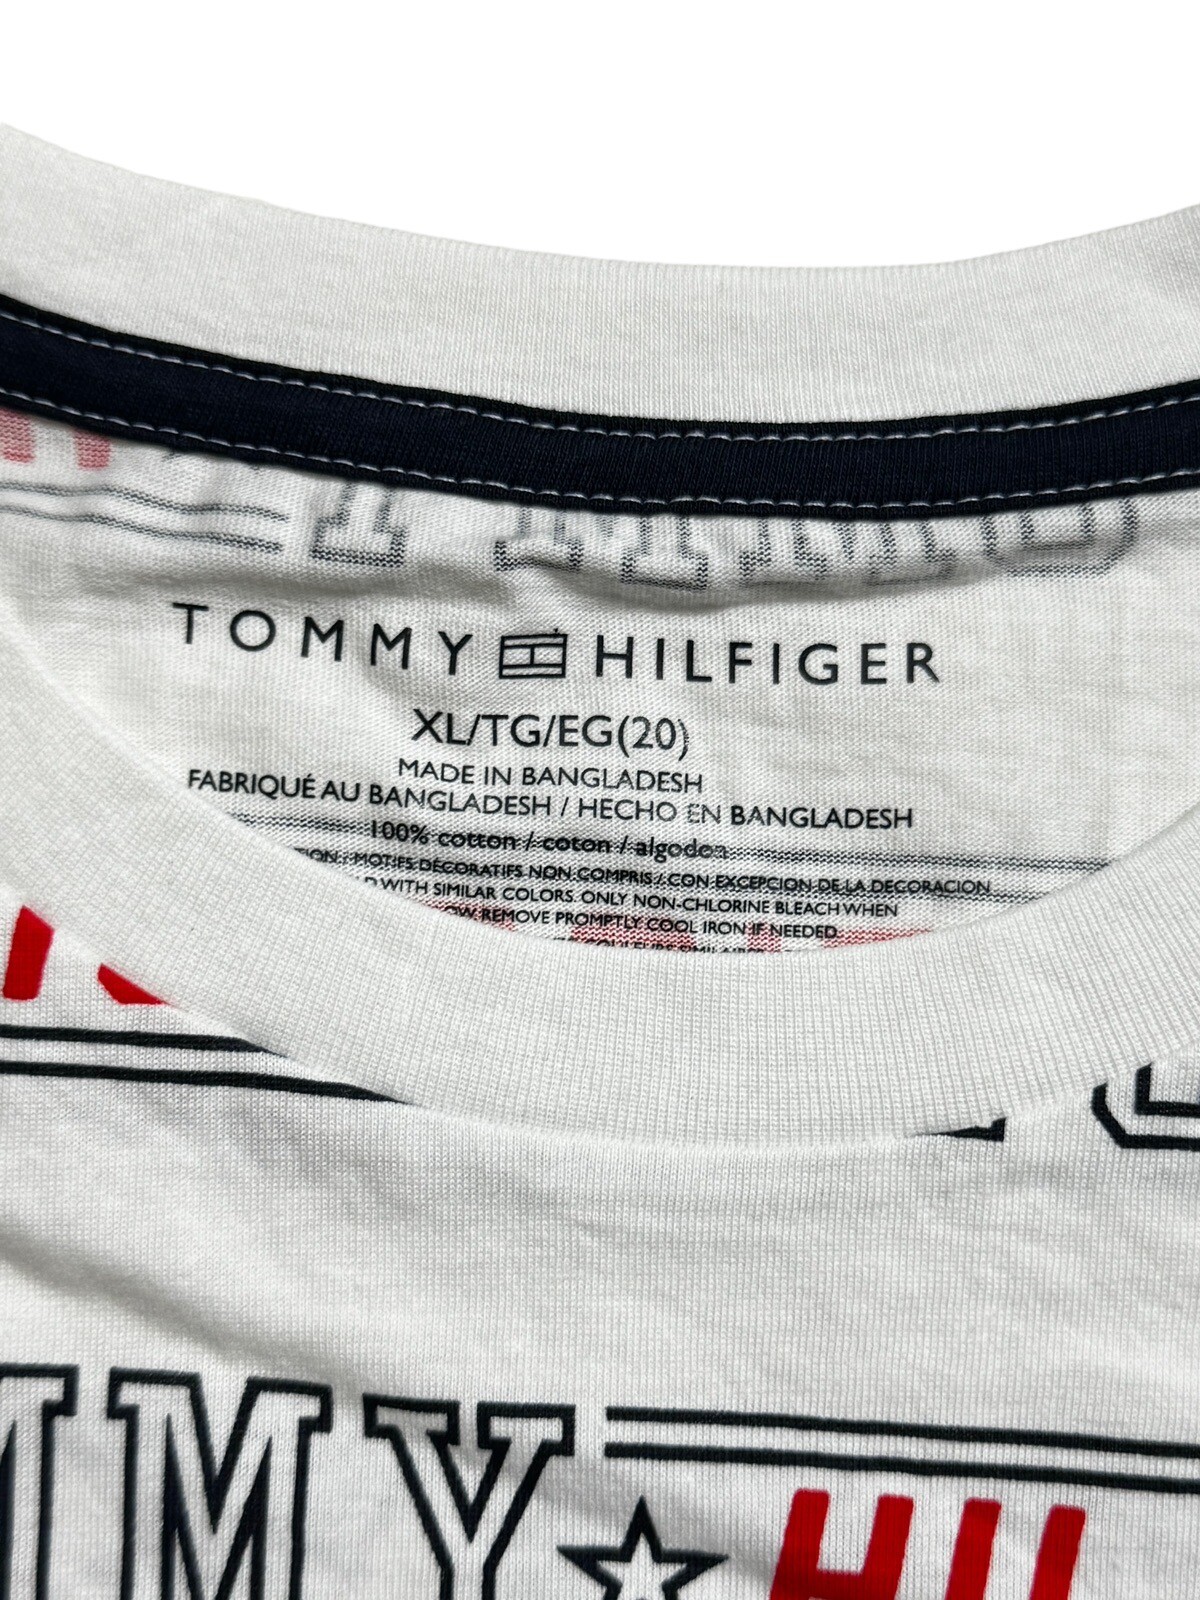 TOMMY HILFIGER
XL/TG/EG(20)
MADE IN BANGLADESH
FABRIQUÉ AU BANGLADESH / HECHO EN BANGLADESH
100% cotton / coton / algodon
MOTIFS DÉCORATIFS NON COMPRIS / CON EXCEPCION DE LA DECORACION
WITH SIMILAR COLORS. ONLY NON-CHLORINE BLEACH WHEN
REMOVE PROMPTLY COOL IRON IF NEEDED.
MMY HIL